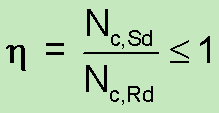 η = N_c,Sd / N_c,Rd ≤ 1